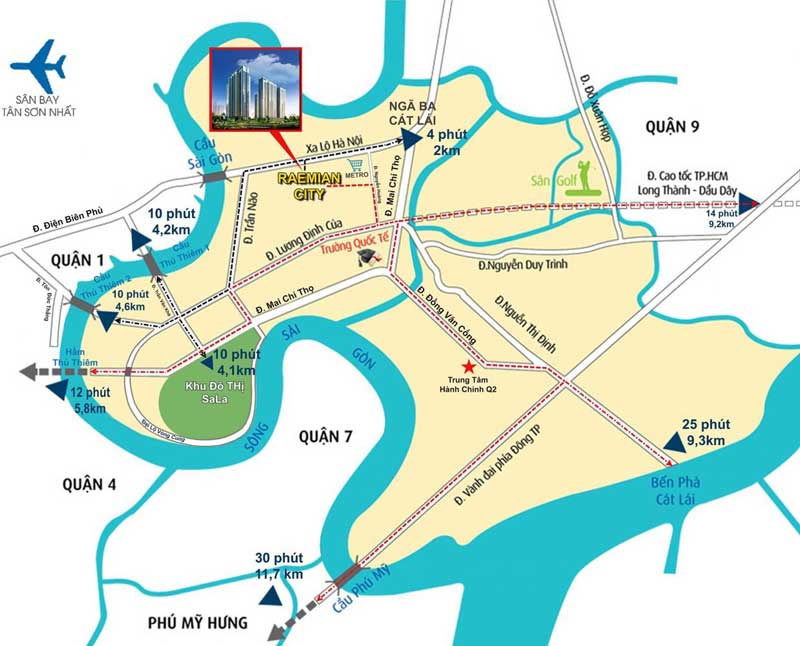 SÂN BAY
TÂN SƠN NHẤT
Cầu
Sài Gòn
Xa Lộ Hà Nội
NGÃ BA
CÁT LÁI
4 phút
2km
Đ. Đỗ Xuân Hợp
QUẬN 9
METRO
RAEMIAN
CITY
Đ. Mai Chí Thọ
Sân Golf
Đ. Cao tốc TP.HCM
Long Thành - Dầu Dây
14 phút
9,2km
Đ. Điện Biên Phủ
10 phút
4,2km
Đ. Trần Não
Đ. Lương Định Của
Trường Quốc Tế
QUẬN 1
Cầu
Thủ Thiêm 1
Cầu
Thủ Thiêm 2
Đ. Tôn Đức Thắng
Đ.Nguyễn Duy Trinh
10 phút
4,6km
Đ. Mai Chí Thọ
Đ. Đồng Văn Cống
Đ.Nguyễn Thị Định
SÔNG
SÀI
GÒN
Hầm
Thủ Thiêm
10 phút
4,1km
Khu Đô THị
SaLa
Trung Tâm
Hành Chính Q2
12 phút
5,8km
Đại Lộ Vòng Cung
QUẬN 7
25 phút
9,3km
QUẬN 4
Đ. Vành đai phía Đông TP
Bến Phà
Cát Lái
30 phút
11,7 km
Cầu Phú Mỹ
PHÚ MỸ HƯNG